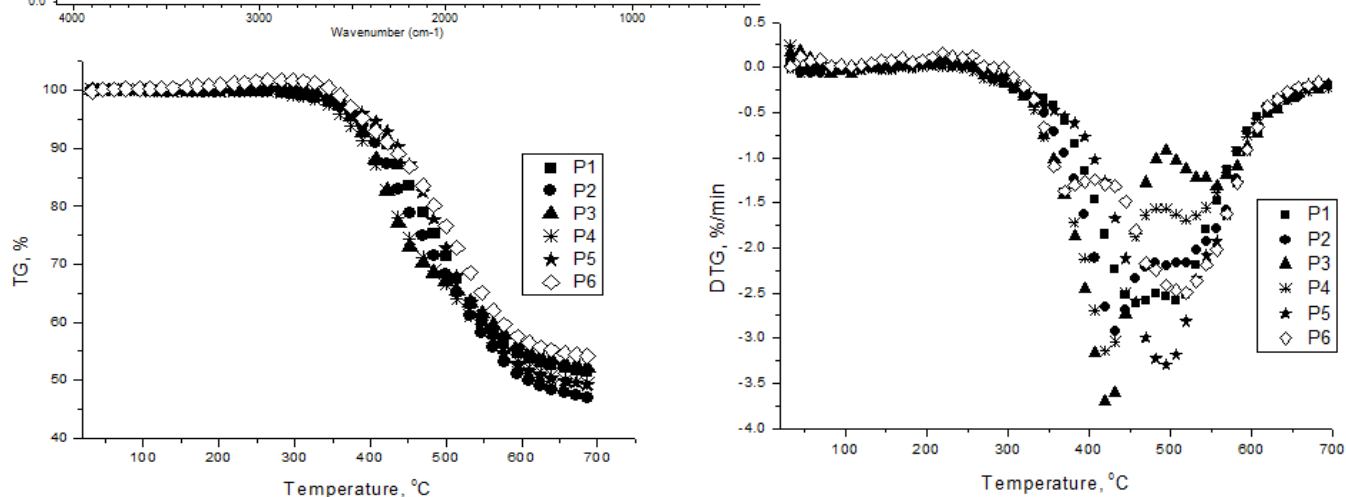 0.0
4000 3000 2000 1000
Wavenumber (cm-1)
TG, %
100
90
80
70
60
50
40
P1
P2
P3
P4
P5
P6
100 200 300 400 500 600 700
Temperature, °C
DTG, %/min
0.5
0.0
-0.5
-1.0
-1.5
-2.0
-2.5
-3.0
-3.5
-4.0
P1
P2
P3
P4
P5
P6
100 200 300 400 500 600 700
Temperature, °C